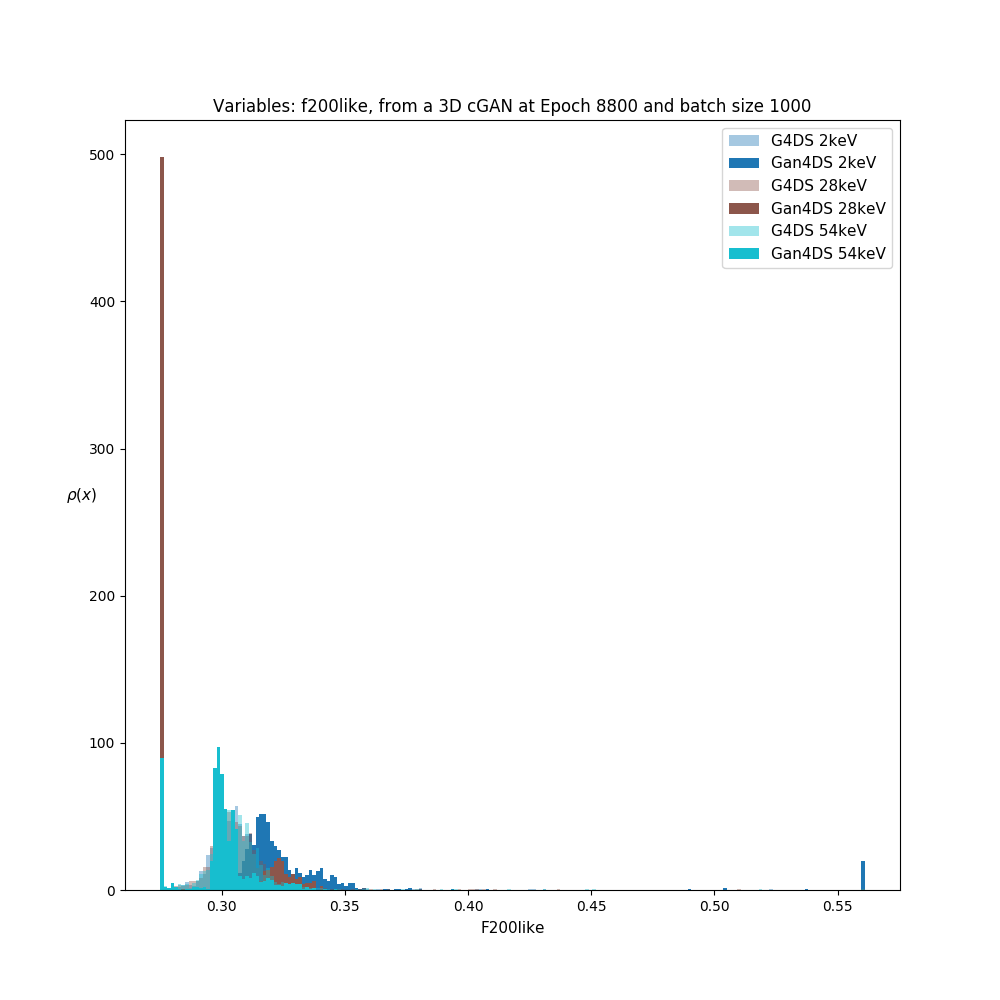 Variables: f200like, from a 3D cGAN at Epoch 8800 and batch size 1000
G4DS 2keV
Gan4DS 2keV
G4DS 28keV
Gan4DS 28keV
G4DS 54keV
Gan4DS 54keV
500
400
300
ρ(x)
200
100
0
0.30 0.35 0.40 0.45 0.50 0.55
F200like